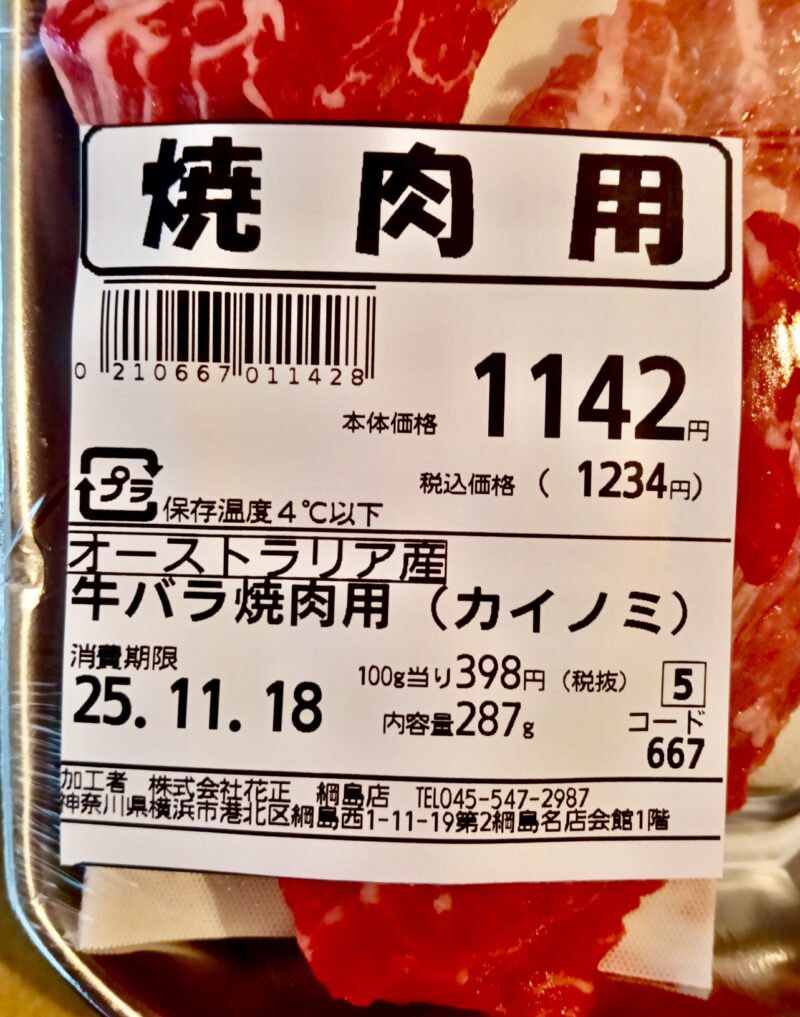 焼肉用
0 210667 011428
本体価格 1142円
税込価格 ( 1234円)
プラ 保存温度4℃以下
オーストラリア産
牛バラ焼肉用(カイノミ)
消費期限 100g当り398円(税抜) 5
25.11.18 内容量287g コード
667
加工者 株式会社花正 綱島店 TEL045-547-2987
神奈川県横浜市港北区綱島西1-11-19第2綱島名店会館1階